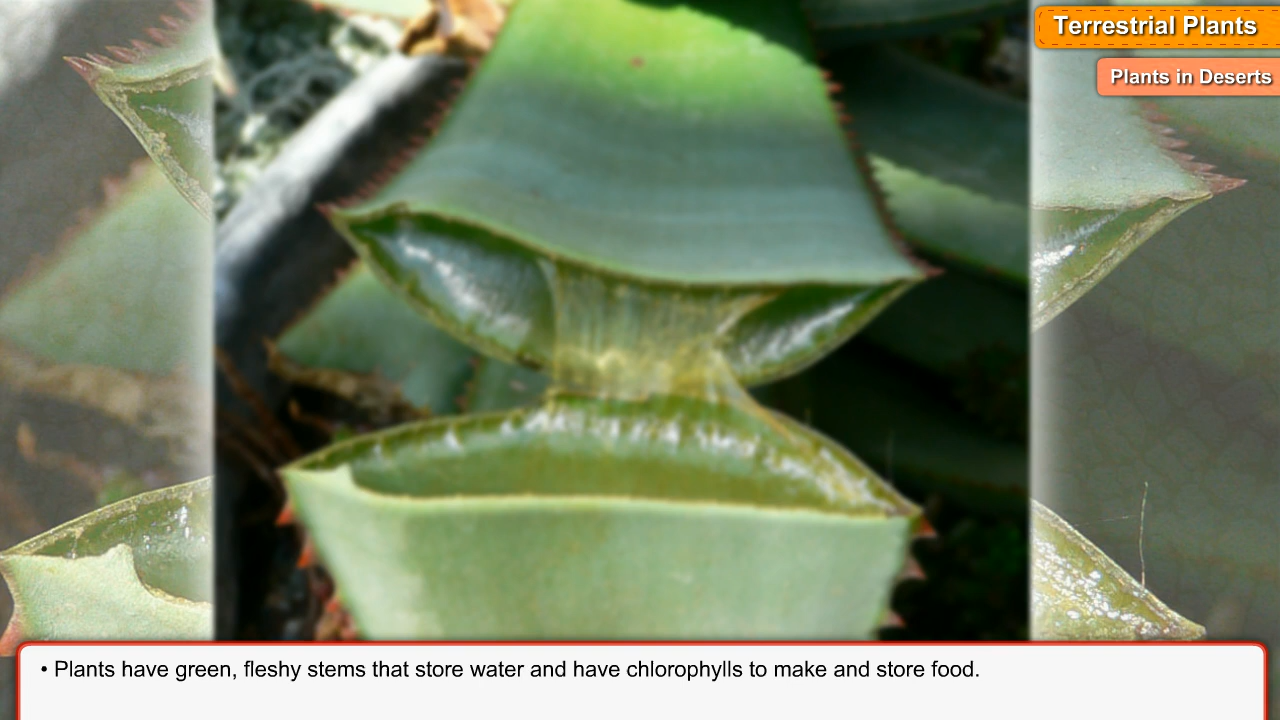 Terrestrial Plants
Plants in Deserts
• Plants have green, fleshy stems that store water and have chlorophylls to make and store food.